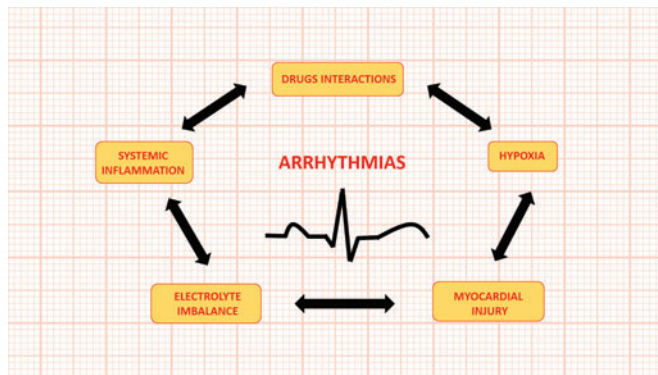 DRUGS INTERACTIONS
SYSTEMIC
INFLAMMATION
ARRHYTHMIAS
HYPOXIA
ELECTROLYTE
IMBALANCE
MYOCARDIAL
INJURY